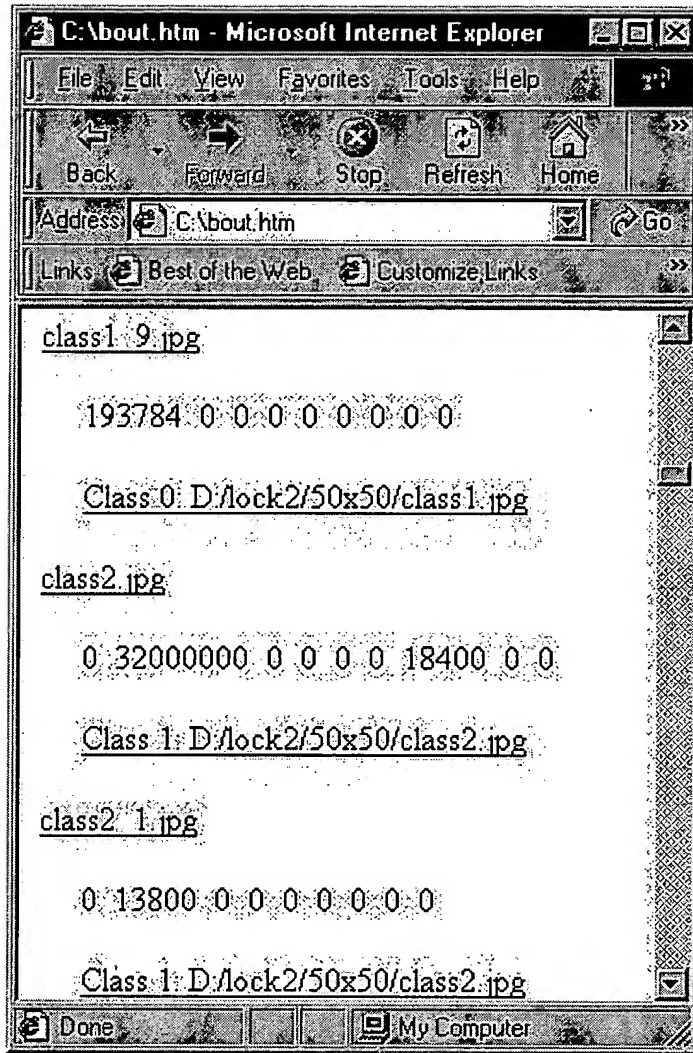 C:\bout.htm - Microsoft Internet Explorer
File Edit View Favorites Tools Help
Back Forward Stop Refresh Home »
Address C:\bout.htm Go
Links Best of the Web Customize Links »
class1_9.jpg
193784 0 0 0 0 0 0 0 0
Class 0: D:/lock2/50x50/class1.jpg
class2.jpg
0 32000000 0 0 0 0 18400 0 0
Class 1: D:/lock2/50x50/class2.jpg
class2_1.jpg
0 13800 0 0 0 0 0 0 0
Class 1: D:/lock2/50x50/class2.jpg
Done My Computer